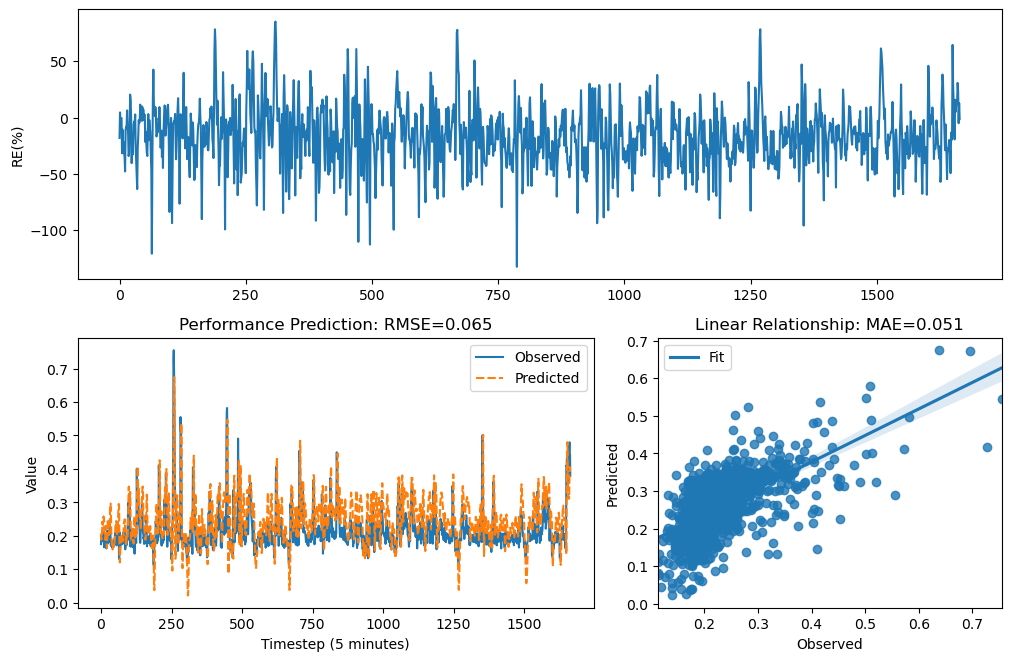 50
0
−50
−100
RE(%)
0 250 500 750 1000 1250 1500
Performance Prediction: RMSE=0.065
Observed
Predicted
0.7
0.6
0.5
0.4
0.3
0.2
0.1
0.0
Value
0 250 500 750 1000 1250 1500
Timestep (5 minutes)
Linear Relationship: MAE=0.051
Fit
0.7
0.6
0.5
0.4
0.3
0.2
0.1
0.0
Predicted
0.2 0.3 0.4 0.5 0.6 0.7
Observed